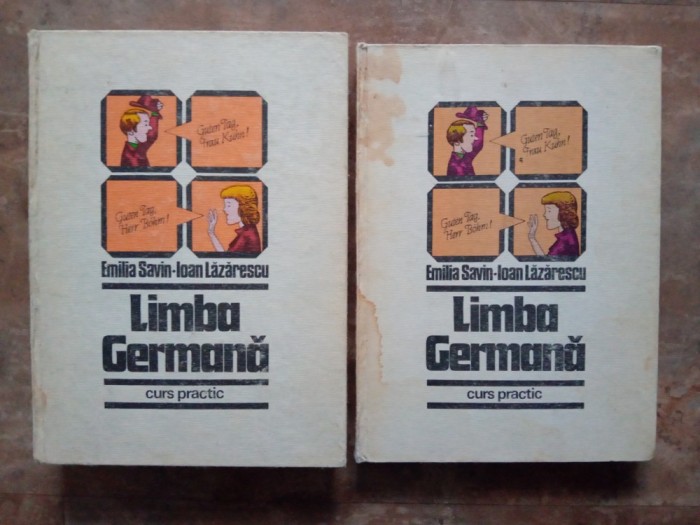 Guten Tag,
Frau Kuhn!
Guten Tag,
Herr Böhm!
Emilia Savin-Ioan Lăzărescu
Limba
Germană
curs practic
Guten Tag,
Frau Kuhn!
Guten Tag,
Herr Böhm!
Emilia Savin-Ioan Lăzărescu
Limba
Germană
curs practic